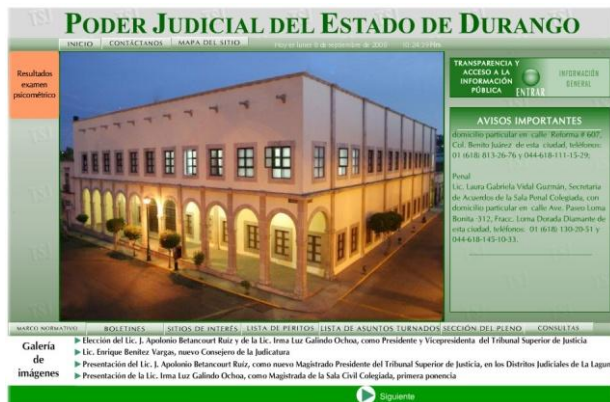 PODER JUDICIAL DEL ESTADO DE DURANGO
INICIO CONTÁCTANOS MAPA DEL SITIO
Resultados
examen
psicométrico
TRANSPARENCIA Y
ACCESO A LA
INFORMACIÓN
PÚBLICA
ENTRAR
INFORMACIÓN
GENERAL
AVISOS IMPORTANTES
domicilio particular en calle Reforma # 607,
Col. Benito Juárez de esta ciudad, teléfonos:
01 (618) 813-26-76 y 044-618-111-15-29;
Penal
Lic. Laura Gabriela Vidal Guzmán, Secretaria
de Acuerdos de la Sala Penal Colegiada, con
domicilio particular en calle Ave. Paseo Loma
Bonita 312, Fracc. Loma Dorada Diamante de
esta ciudad, teléfonos: 01 (618) 130-20-51 y
044-618-145-10-33.
MARCO NORMATIVO BOLETINES SITIOS DE INTERÉS LISTA DE PERITOS LISTA DE ASUNTOS TURNADOS SECCIÓN DEL PLENO CONSULTAS
Galería
de
imágenes
Elección del Lic. J. Apolonio Betancourt Ruíz y de la Lic. Irma Luz Galindo Ochoa, como Presidente y Vicepresidenta del Tribunal Superior de Justicia
Lic. Enrique Benítez Vargas, nuevo Consejero de la Judicatura
Presentación del Lic. J. Apolonio Betancourt Ruíz, como nuevo Magistrado Presidente del Tribunal Superior de Justicia, en los Distritos Judiciales de La Lagun
Presentación de la Lic. Irma Luz Galindo Ochoa, como Magistrada de la Sala Civil Colegiada, primera ponencia
Siguiente